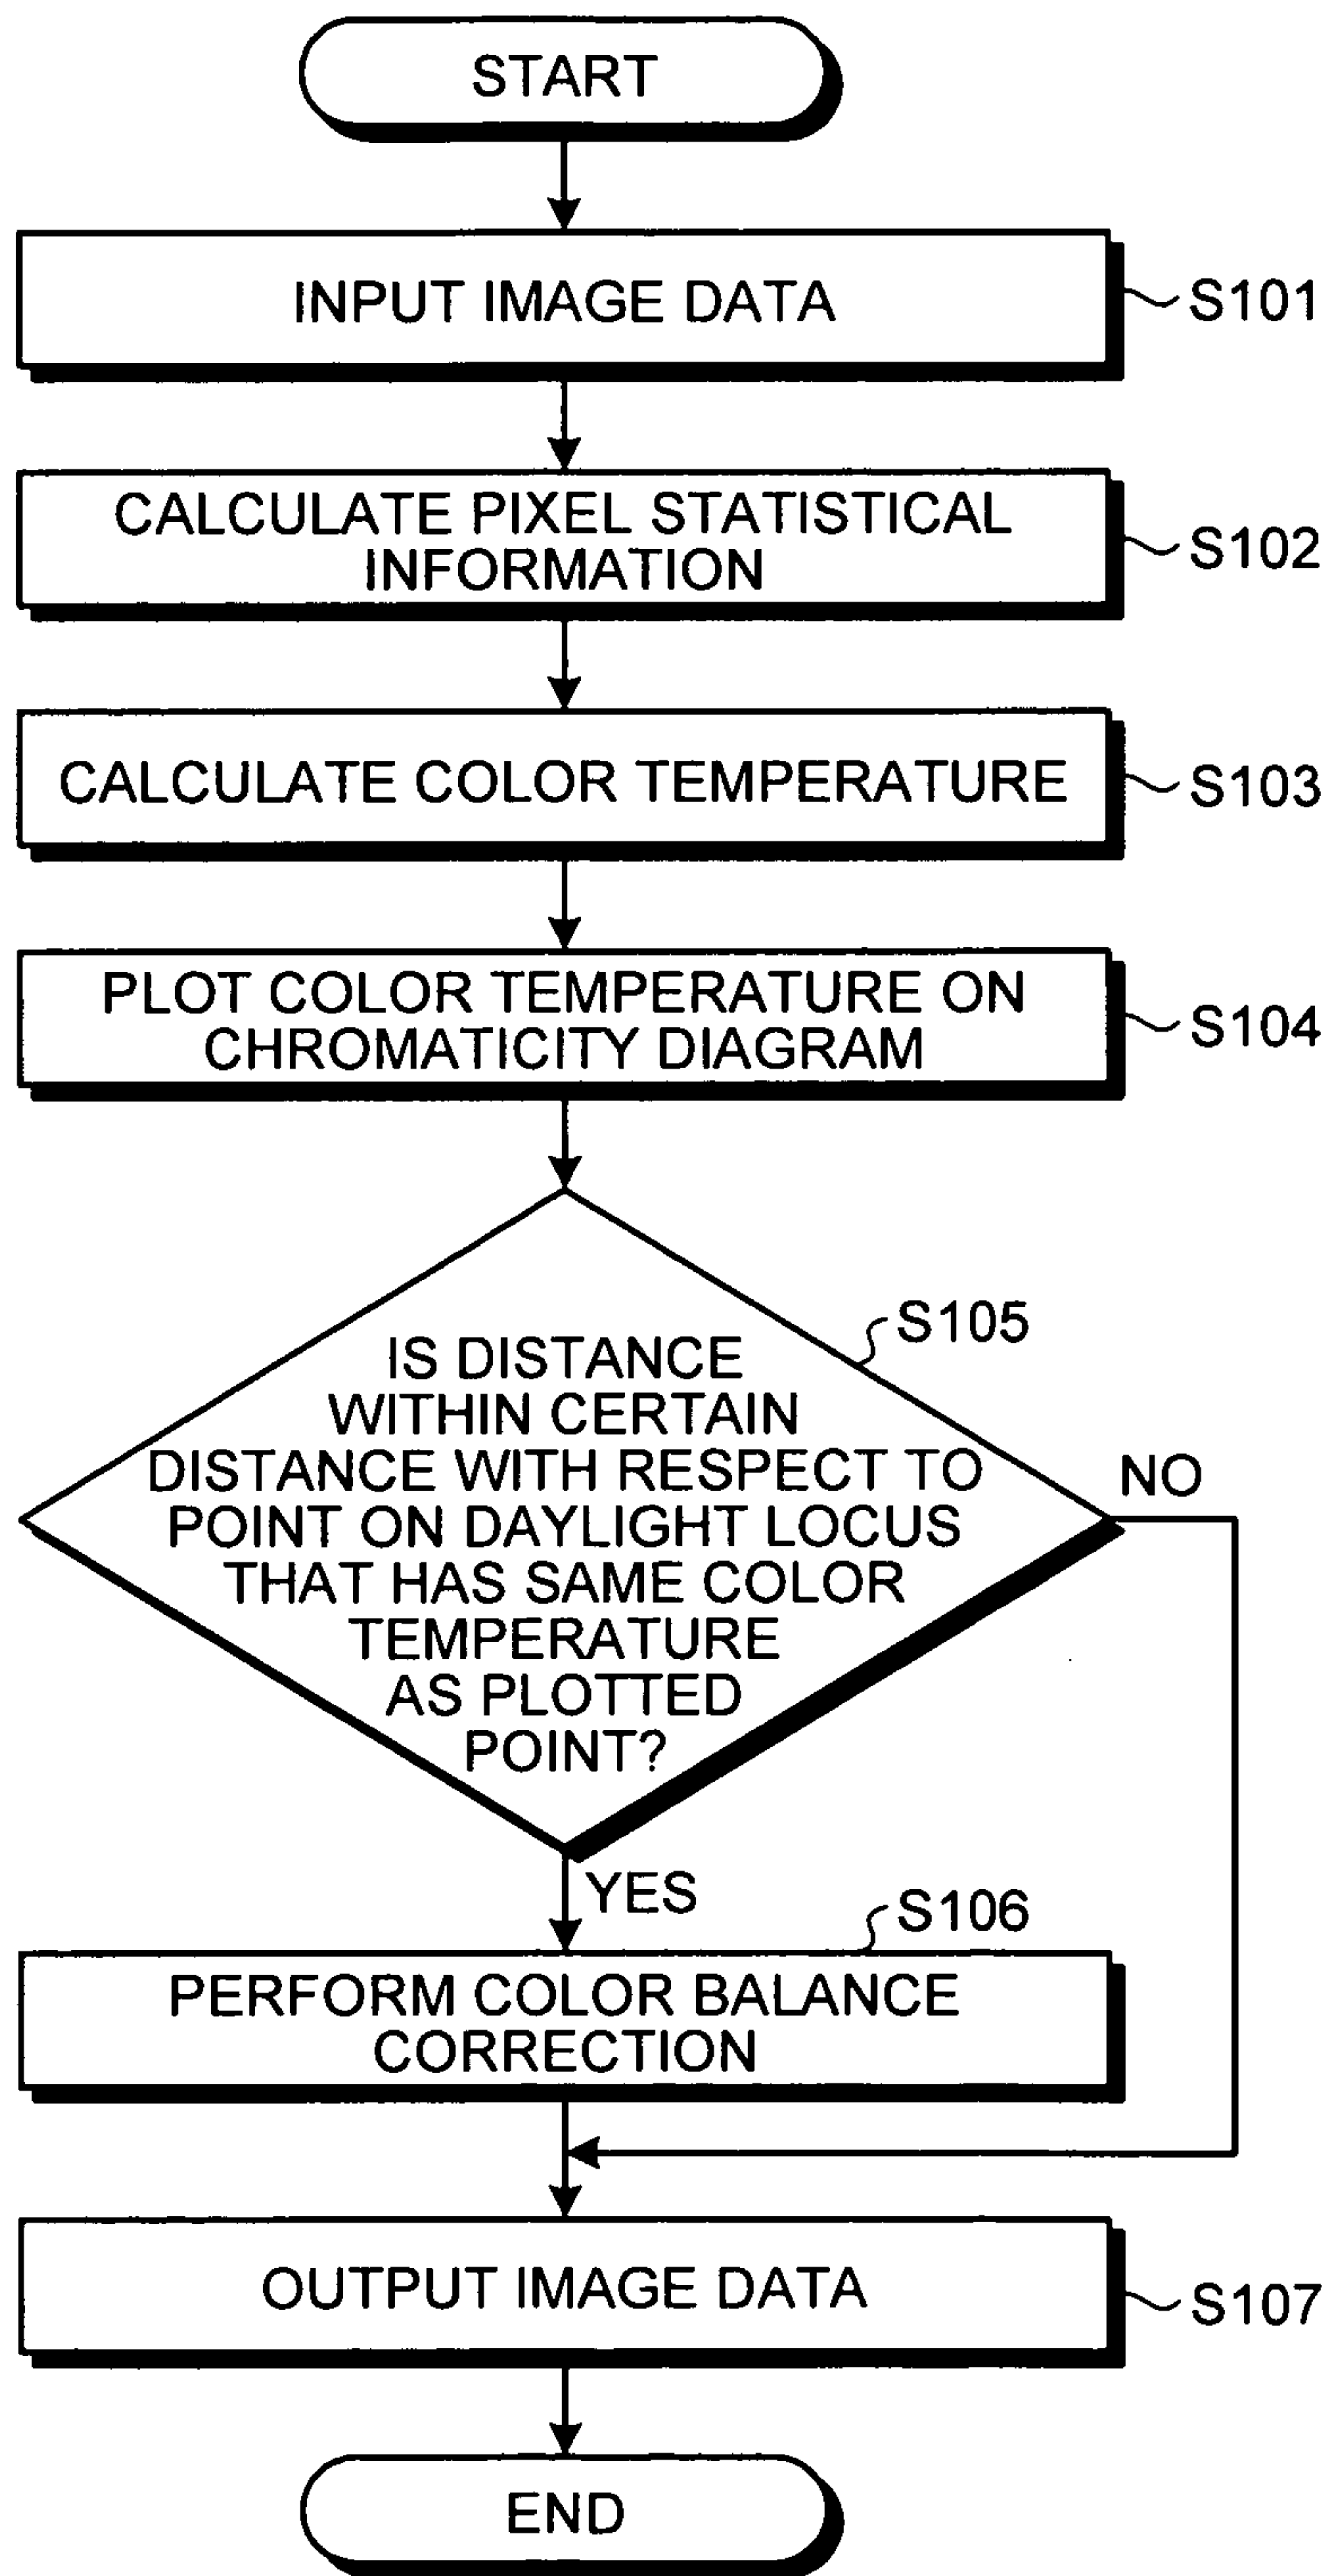 START
INPUT IMAGE DATA
S101
CALCULATE PIXEL STATISTICAL
INFORMATION
S102
CALCULATE COLOR TEMPERATURE
S103
PLOT COLOR TEMPERATURE ON
CHROMATICITY DIAGRAM
S104
S105
IS DISTANCE
WITHIN CERTAIN
DISTANCE WITH RESPECT TO
POINT ON DAYLIGHT LOCUS
THAT HAS SAME COLOR
TEMPERATURE
AS PLOTTED
POINT?
NO
YES
S106
PERFORM COLOR BALANCE
CORRECTION
OUTPUT IMAGE DATA
S107
END